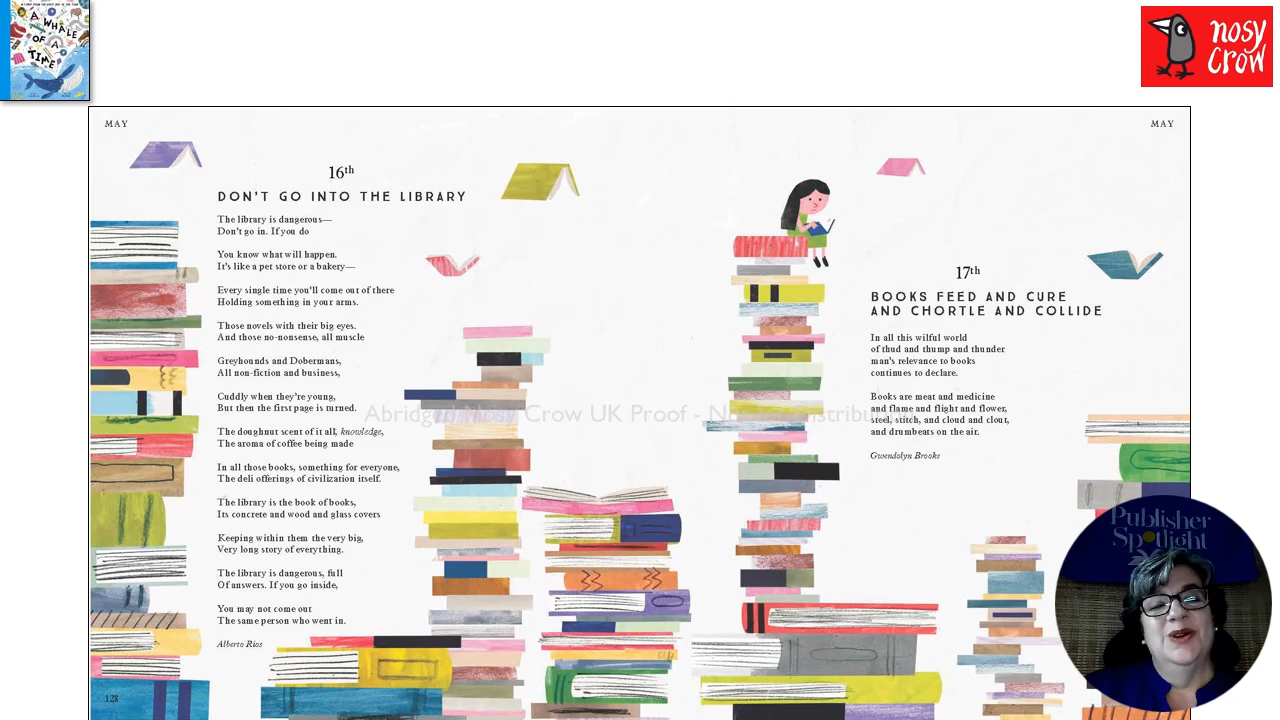 A WHALE
OF A
TIME
nosy
crow
MAY
MAY
16th
DON'T GO INTO THE LIBRARY
The library is dangerous—
Don't go in. If you do
You know what will happen.
It's like a pet store or a bakery—
Every single time you'll come out of there
Holding something in your arms.
Those novels with their big eyes.
And those no-nonsense, all muscle
Greyhounds and Dobermans,
All non-fiction and business,
Cuddly when they're young,
But then the first page is turned.
The doughnut scent of it all, knowledge,
The aroma of coffee being made
In all those books, something for everyone,
The deli offerings of civilization itself.
The library is the book of books,
Its concrete and wood and glass covers
Keeping within them the very big,
Very long story of everything.
The library is dangerous, full
Of answers. If you go inside,
You may not come out
The same person who went in.
Alberto Ríos
128
17th
BOOKS FEED AND CURE
AND CHORTLE AND COLLIDE
In all this wilful world
of thud and thump and thunder
man's relevance to books
continues to declare.
Books are meat and medicine
and flame and flight and flower,
steel, stitch, and cloud and clout,
and drumbeats on the air.
Gwendolyn Brooks
Abridged Nosy Crow UK Proof - N
Publisher
Spotlight